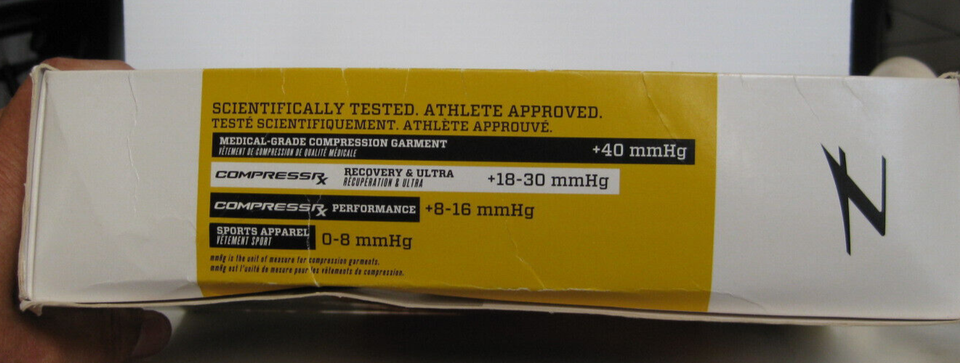 SCIENTIFICALLY TESTED. ATHLETE APPROVED.
TESTÉ SCIENTIFIQUEMENT. ATHLÈTE APPROUVÉ.
MEDICAL-GRADE COMPRESSION GARMENT
VÊTEMENT DE COMPRESSION DE QUALITÉ MÉDICALE
+40 mmHg
COMPRESSRx RECOVERY & ULTRA
RÉCUPÉRATION & ULTRA
+18-30 mmHg
COMPRESSRx PERFORMANCE +8-16 mmHg
SPORTS APPAREL
VÊTEMENT SPORT
0-8 mmHg
mmHg is the unit of measure for compression garments.
mmHg est l'unité de mesure pour les vêtements de compression.